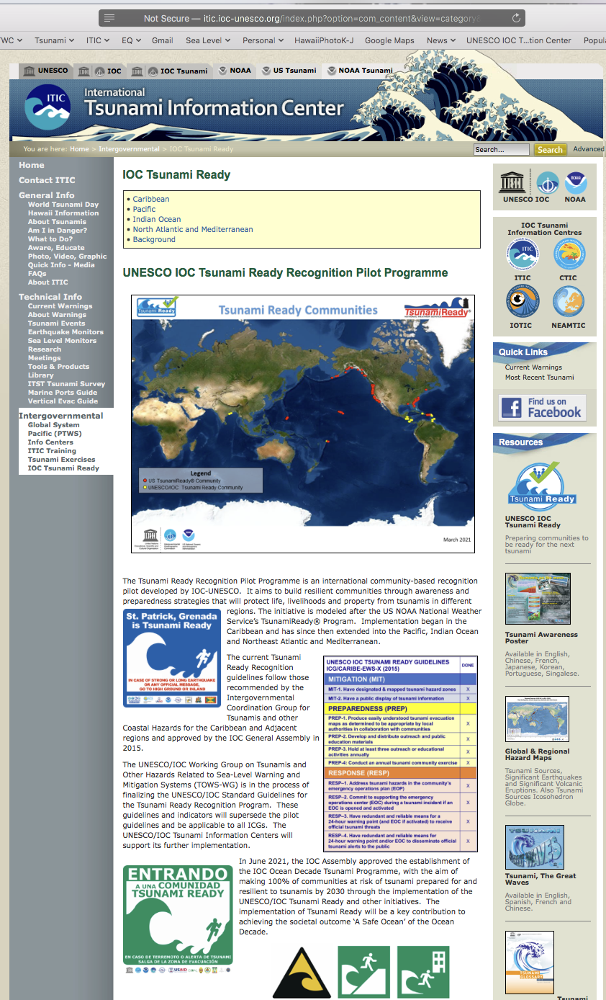 Not Secure — itic.ioc-unesco.org/index.php?option=com_content&view=category
WC Tsunami ITIC EQ Gmail Sea Level Personal HawaiiPhotoK-J Google Maps News UNESCO IOC T...tion Center Popula
UNESCO IOC IOC Tsunami NOAA US Tsunami NOAA Tsunami
ITIC
International
Tsunami Information Center
You are here: Home > Intergovernmental > IOC Tsunami Ready
Search... Search Advanced
Home
Contact ITIC
General Info
World Tsunami Day
Hawaii Information
About Tsunamis
Am I in Danger?
What to Do?
Aware, Educate
Photo, Video, Graphic
Quick Info - Media
FAQs
About ITIC
Technical Info
Current Warnings
About Warnings
Tsunami Events
Earthquake Monitors
Sea Level Monitors
Research
Meetings
Tools & Products
Library
ITST Tsunami Survey
Marine Ports Guide
Vertical Evac Guide
Intergovernmental
Global System
Pacific (PTWS)
Info Centers
ITIC Training
Tsunami Exercises
IOC Tsunami Ready
IOC Tsunami Ready
• Caribbean
• Pacific
• Indian Ocean
• North Atlantic and Mediterranean
• Background
UNESCO IOC Tsunami Ready Recognition Pilot Programme
Tsunami Ready
Tsunami Ready Communities
TsunamiReady®
Legend
US TsunamiReady® Community
UNESCO/IOC Tsunami Ready Community
March 2021
The Tsunami Ready Recognition Pilot Programme is an international community-based recognition
pilot developed by IOC-UNESCO. It aims to build resilient communities through awareness and
preparedness strategies that will protect life, livelihoods and property from tsunamis in different
regions. The initiative is modeled after the US NOAA National Weather
Service's TsunamiReady® Program. Implementation began in the
Caribbean and has since then extended into the Pacific, Indian Ocean
and Northeast Atlantic and Mediterranean.
St. Patrick, Grenada
is Tsunami Ready
IN CASE OF STRONG OR LONG EARTHQUAKE
OR ANY OFFICIAL MESSAGE,
GO TO HIGH GROUND OR INLAND
The current Tsunami
Ready Recognition
guidelines follow those
recommended by the
Intergovernmental
Coordination Group for
Tsunamis and other
Coastal Hazards for the Caribbean and Adjacent
regions and approved by the IOC General Assembly in
2015.
UNESCO IOC TSUNAMI READY GUIDELINES
ICG/CARIBE-EWS-X (2015)
DONE
MITIGATION (MIT)
MIT-1. Have designated & mapped tsunami hazard zones X
MIT-2. Have a public display of tsunami information X
PREPAREDNESS (PREP)
PREP-1. Produce easily understood tsunami evacuation
maps as determined to be appropriate by local
authorities in collaboration with communities X
PREP-2. Develop and distribute outreach and public
education materials X
PREP-3. Hold at least three outreach or educational
activities annually X
PREP-4: Conduct an annual tsunami community exercise X
RESPONSE (RESP)
RESP–1. Address tsunami hazards in the community's
emergency operations plan (EOP) X
RESP–2. Commit to supporting the emergency
operations center (EOC) during a tsunami incident if an
EOC is opened and activated X
RESP–3. Have redundant and reliable means for a
24-hour warning point (and EOC if activated) to receive
official tsunami threats X
RESP–4. Have redundant and reliable means for
24-hour warning point and/or EOC to disseminate official
tsunami alerts to the public X
The UNESCO/IOC Working Group on Tsunamis and
Other Hazards Related to Sea-Level Warning and
Mitigation Systems (TOWS-WG) is in the process of
finalizing the UNESCO/IOC Standard Guidelines for
the Tsunami Ready Recognition Program. These
guidelines and indicators will supersede the pilot
guidelines and be applicable to all ICGs. The
UNESCO/IOC Tsunami Information Centers will
support its further implementation.
In June 2021, the IOC Assembly approved the establishment of
the IOC Ocean Decade Tsunami Programme, with the aim of
making 100% of communities at risk of tsunami prepared for and
resilient to tsunamis by 2030 through the implementation of the
UNESCO/IOC Tsunami Ready and other initiatives. The
implementation of Tsunami Ready will be a key contribution to
achieving the societal outcome 'A Safe Ocean' of the Ocean
Decade.
ENTRANDO
A UNA COMUNIDAD
TSUNAMI READY
EN CASO DE TERREMOTO O ALERTA DE TSUNAMI
SALGA DE LA ZONA DE EVACUACIÓN
USAID
UNESCO IOC NOAA
IOC Tsunami
Information Centres
ITIC CTIC
IOTIC NEAMTIC
Quick Links
Current Warnings
Most Recent Tsunami
Find us on
Facebook
Resources
Tsunami Ready
UNESCO IOC
Tsunami Ready
Preparing communities to
be ready for the next
tsunami
Tsunami Awareness
Poster
Available in English,
Chinese, French,
Japanese, Korean,
Portuguese, Singalese.
Global & Regional
Hazard Maps
Tsunami Sources,
Significant Earthquakes
and Significant Volcanic
Eruptions. Also Tsunami
Sources Icosohedron
Globe.
TSUNAMI
GREAT
WAVES
Tsunami, The Great
Waves
Available in English,
Spanish, French and
Chinese.
TSUNAMI
GLOSSARY
Tsunami